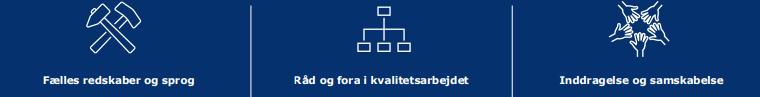 Fælles redskaber og sprog
Råd og fora i kvalitetsarbejdet
Inddragelse og samskabelse